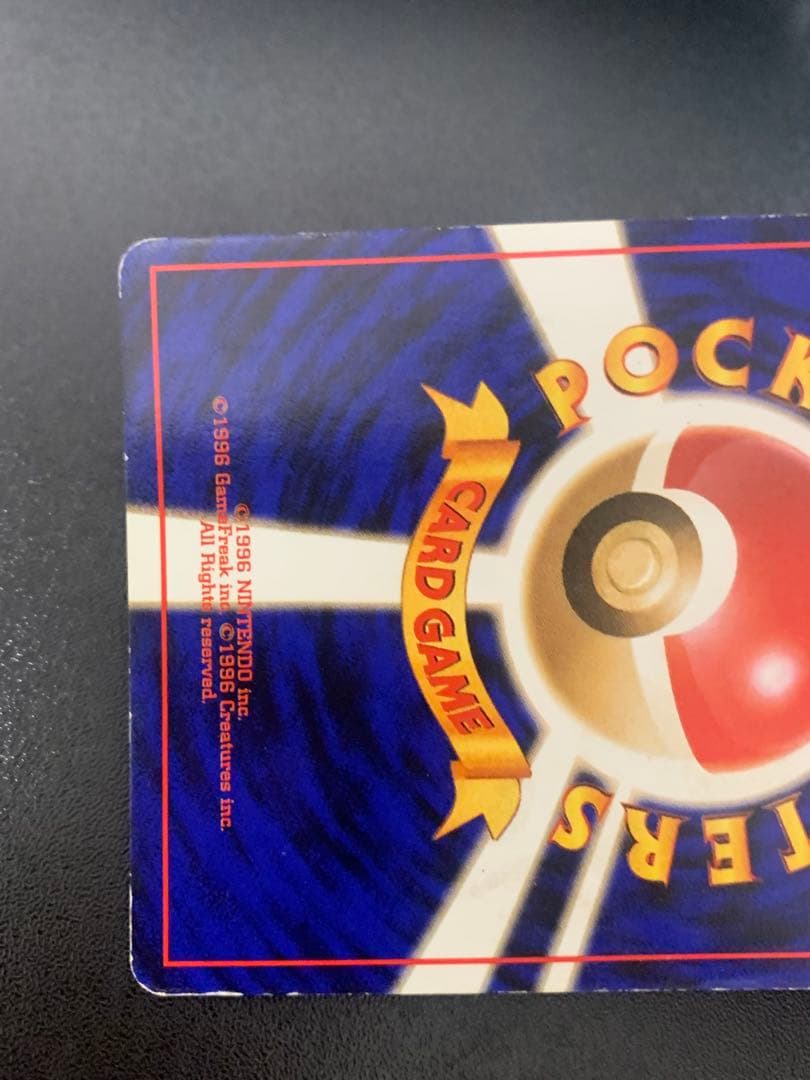 POCK
TERS
CARD GAME
©1996 NINTENDO inc.
©1996 GameFreak inc ©1996 Creatures inc.
All Rights reserved.